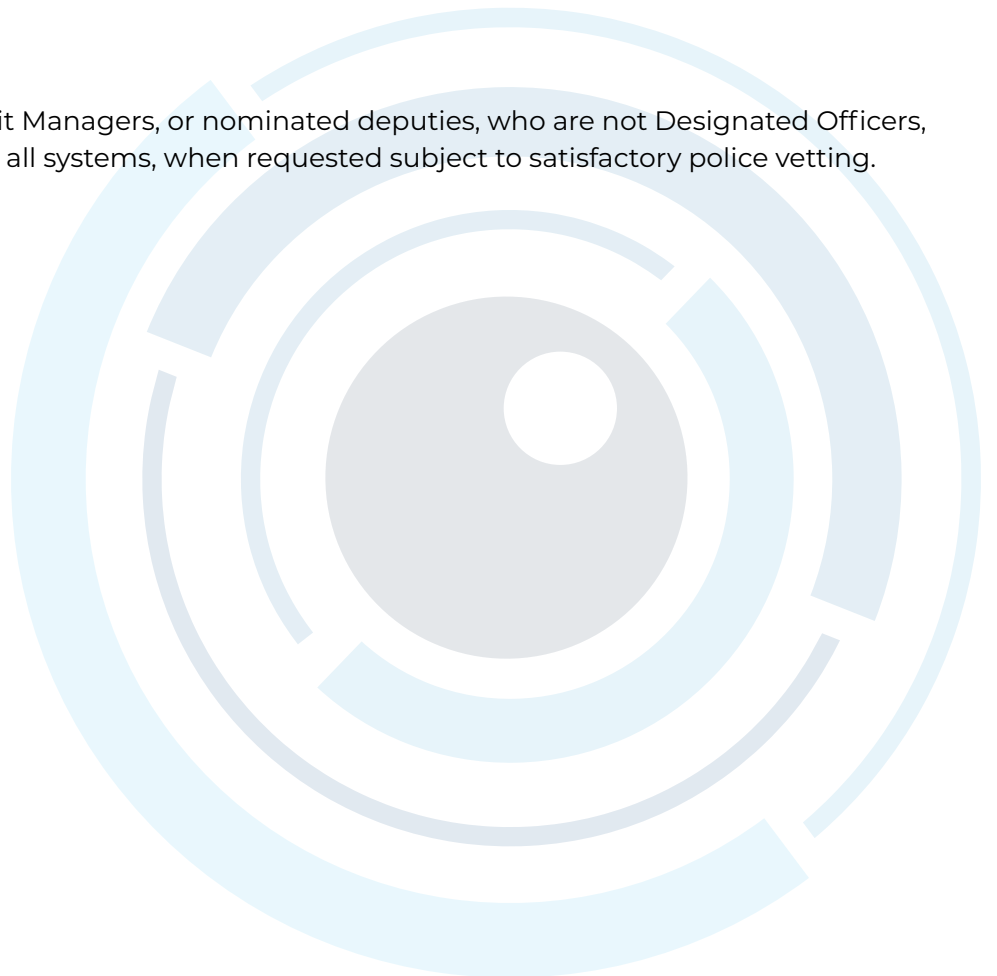 it Managers, or nominated deputies, who are not Designated Officers,
all systems, when requested subject to satisfactory police vetting.